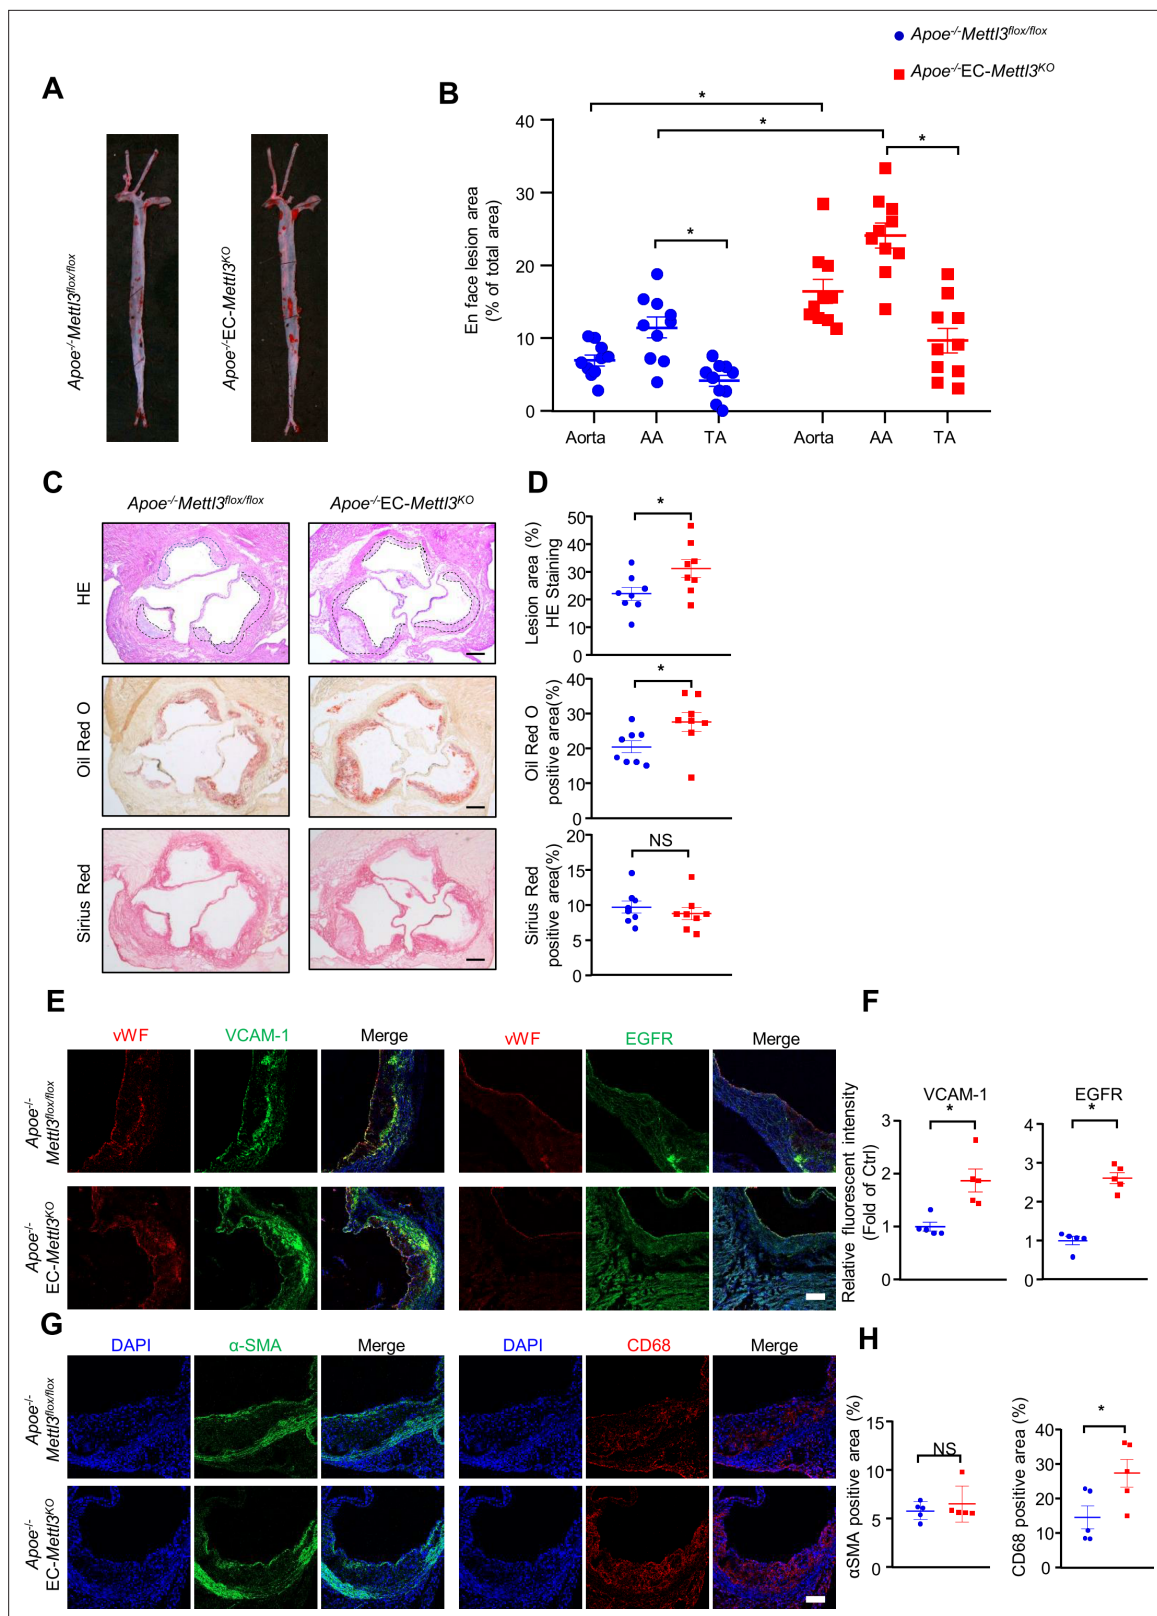 Apoe-/-Mettl3flox/flox
Apoe-/-EC-Mettl3KO
A
B
Apoe-/-Mettl3flox/flox
Apoe-/-EC-Mettl3KO
En face lesion area
(% of total area)
40
30
20
10
0
*
*
*
*
Aorta AA TA Aorta AA TA
C
D
Apoe-/-Mettl3flox/flox Apoe-/-EC-Mettl3KO
HE
Oil Red O
Sirius Red
Lesion area (%)
HE Staining
50
40
30
20
10
0
*
Oil Red O
positive area(%)
40
30
20
10
0
*
Sirius Red
positive area(%)
20
15
10
5
0
NS
E
vWF VCAM-1 Merge vWF EGFR Merge
Apoe-/-
Mettl3flox/flox
Apoe-/-
EC-Mettl3KO
F
Relative fluorescent intensity
(Fold of Ctrl)
VCAM-1
*
3
2
1
0
EGFR
*
4
3
2
1
0
G
DAPI α-SMA Merge DAPI CD68 Merge
Apoe-/-
Mettl3flox/flox
Apoe-/-
EC-Mettl3KO
H
αSMA positive area (%)
15
10
5
0
NS
CD68 positive area (%)
40
30
20
10
0
*